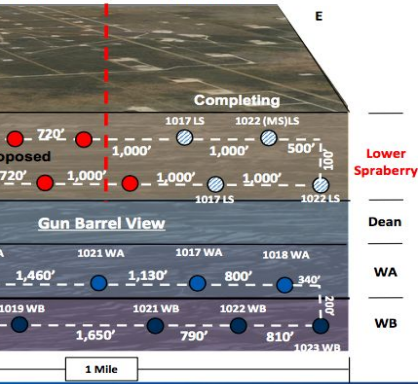 E
Completing
1017 LS 1022 (MS)LS
720' 1,000' 1,000' 500'
oposed
100'
Lower
Spraberry
720' 1,000' 1,000' 1,000'
1017 LS 1022 LS
Gun Barrel View
Dean
A 1021 WA 1017 WA 1018 WA
1,460' 1,130' 800' 340'
WA
200'
1019 WB 1021 WB 1022 WB
WB
1,650' 790' 810'
1023 WB
1 Mile